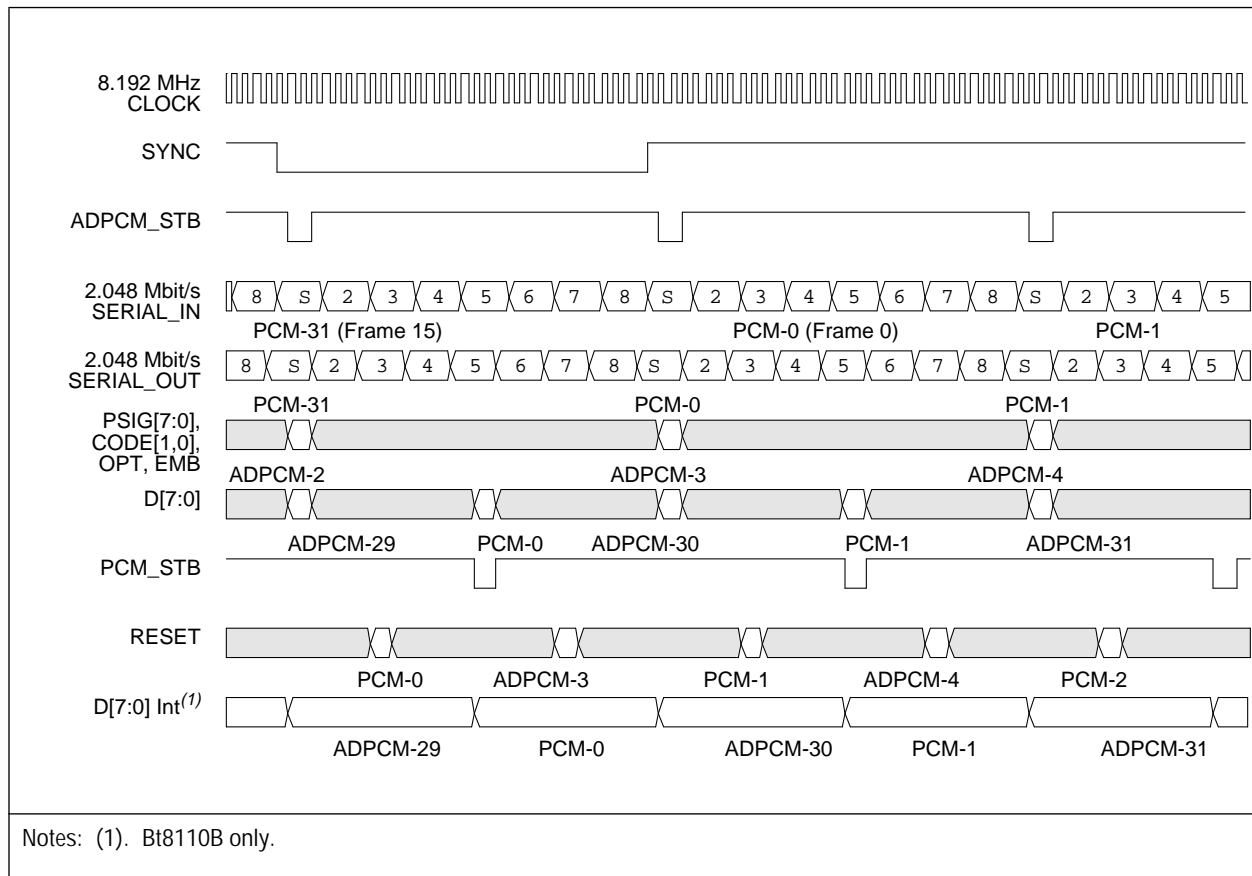 8.192 MHz
CLOCK
SYNC
ADPCM_STB
2.048 Mbit/s
SERIAL_IN
8 S 2 3 4 5 6 7 8 S 2 3 4 5 6 7 8 S 2 3 4 5
PCM-31 (Frame 15) PCM-0 (Frame 0) PCM-1
2.048 Mbit/s
SERIAL_OUT
8 S 2 3 4 5 6 7 8 S 2 3 4 5 6 7 8 S 2 3 4 5
PCM-31 PCM-0 PCM-1
PSIG[7:0],
CODE[1,0],
OPT, EMB
ADPCM-2 ADPCM-3 ADPCM-4
D[7:0]
ADPCM-29 PCM-0 ADPCM-30 PCM-1 ADPCM-31
PCM_STB
RESET
PCM-0 ADPCM-3 PCM-1 ADPCM-4 PCM-2
D[7:0] Int(1)
ADPCM-29 PCM-0 ADPCM-30 PCM-1 ADPCM-31
Notes: (1). Bt8110B only.